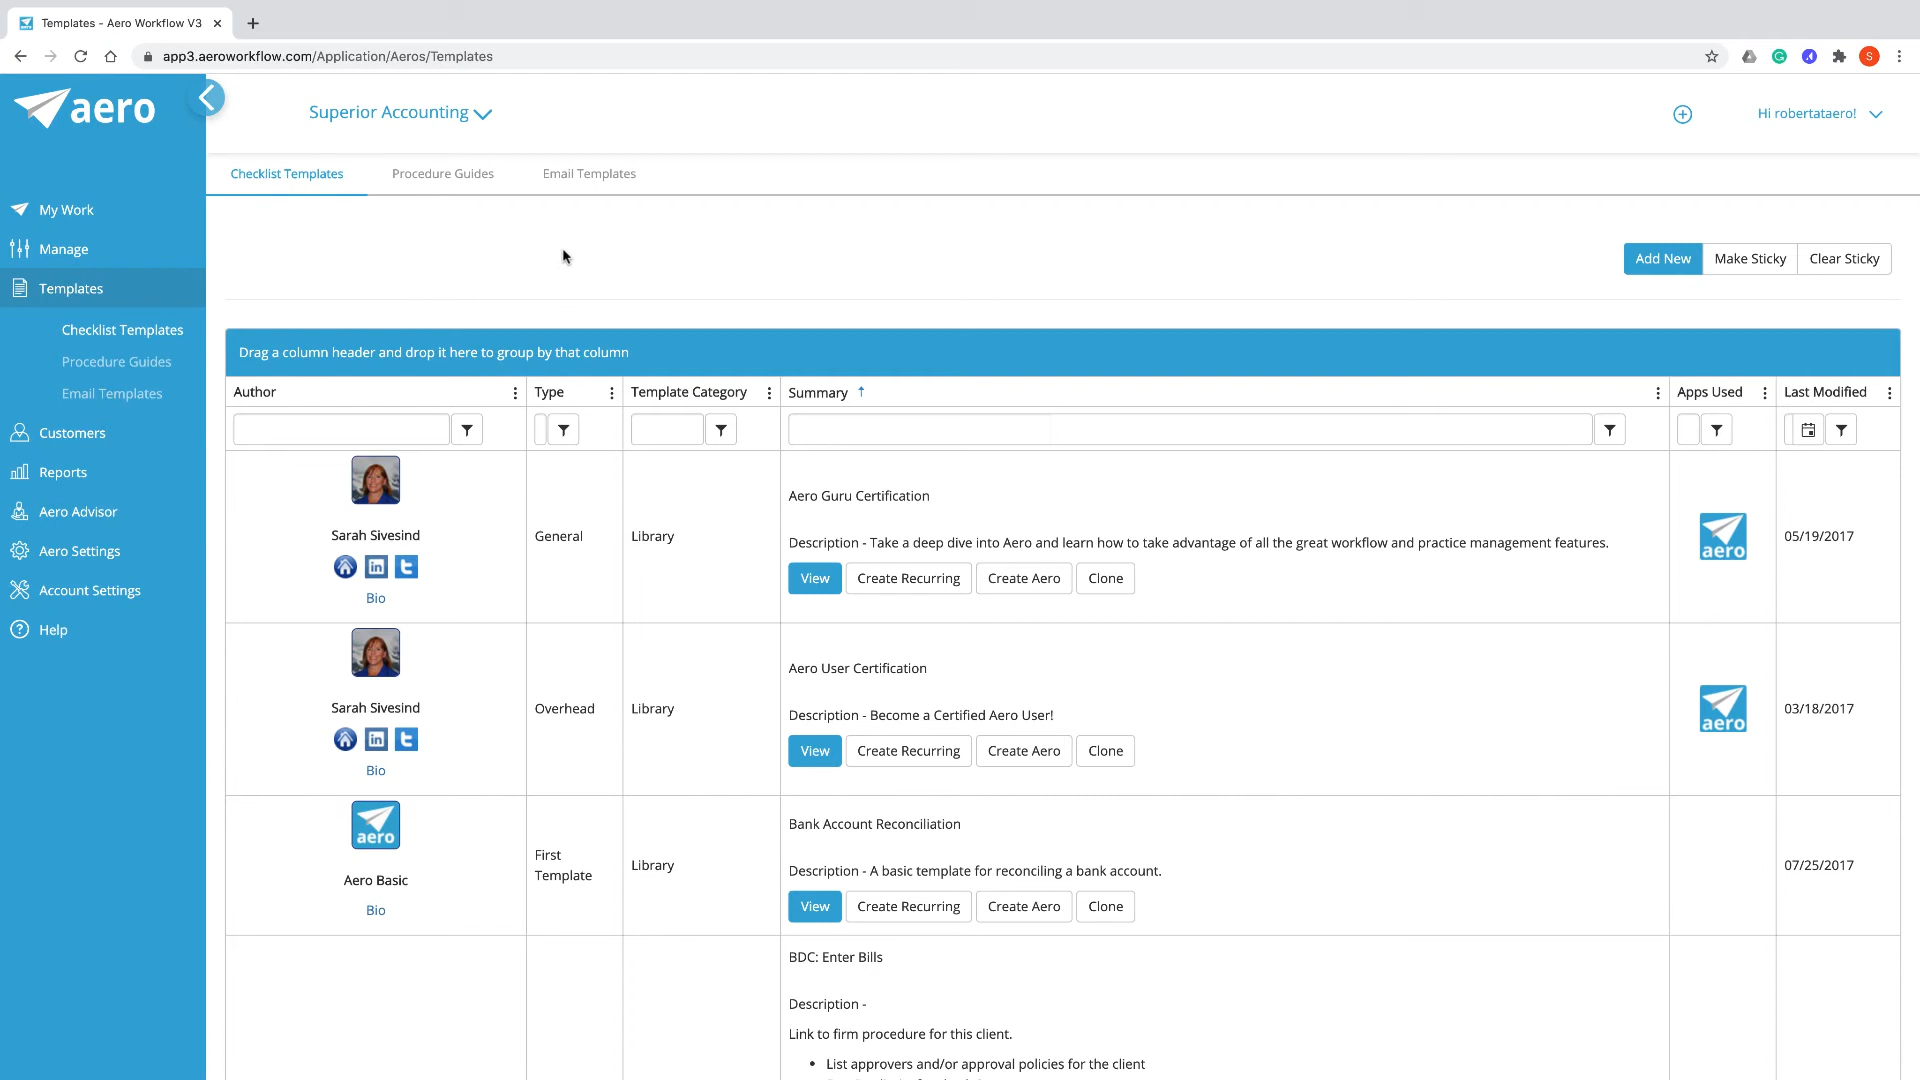 Templates - Aero Workflow V3
app3.aeroworkflow.com/Application/Aeros/Templates
S
aero
Superior Accounting
Hi robertataero!
Checklist Templates
Procedure Guides
Email Templates
My Work
Manage
Templates
Checklist Templates
Procedure Guides
Email Templates
Customers
Reports
Aero Advisor
Aero Settings
Account Settings
Help
Add New
Make Sticky
Clear Sticky
Drag a column header and drop it here to group by that column
Author
Type
Template Category
Summary
Apps Used
Last Modified
Sarah Sivesind
Bio
General
Library
Aero Guru Certification
Description - Take a deep dive into Aero and learn how to take advantage of all the great workflow and practice management features.
View
Create Recurring
Create Aero
Clone
aero
05/19/2017
Sarah Sivesind
Bio
Overhead
Library
Aero User Certification
Description - Become a Certified Aero User!
View
Create Recurring
Create Aero
Clone
aero
03/18/2017
aero
Aero Basic
Bio
First
Template
Library
Bank Account Reconciliation
Description - A basic template for reconciling a bank account.
View
Create Recurring
Create Aero
Clone
07/25/2017
BDC: Enter Bills
Description -
Link to firm procedure for this client.
• List approvers and/or approval policies for the client